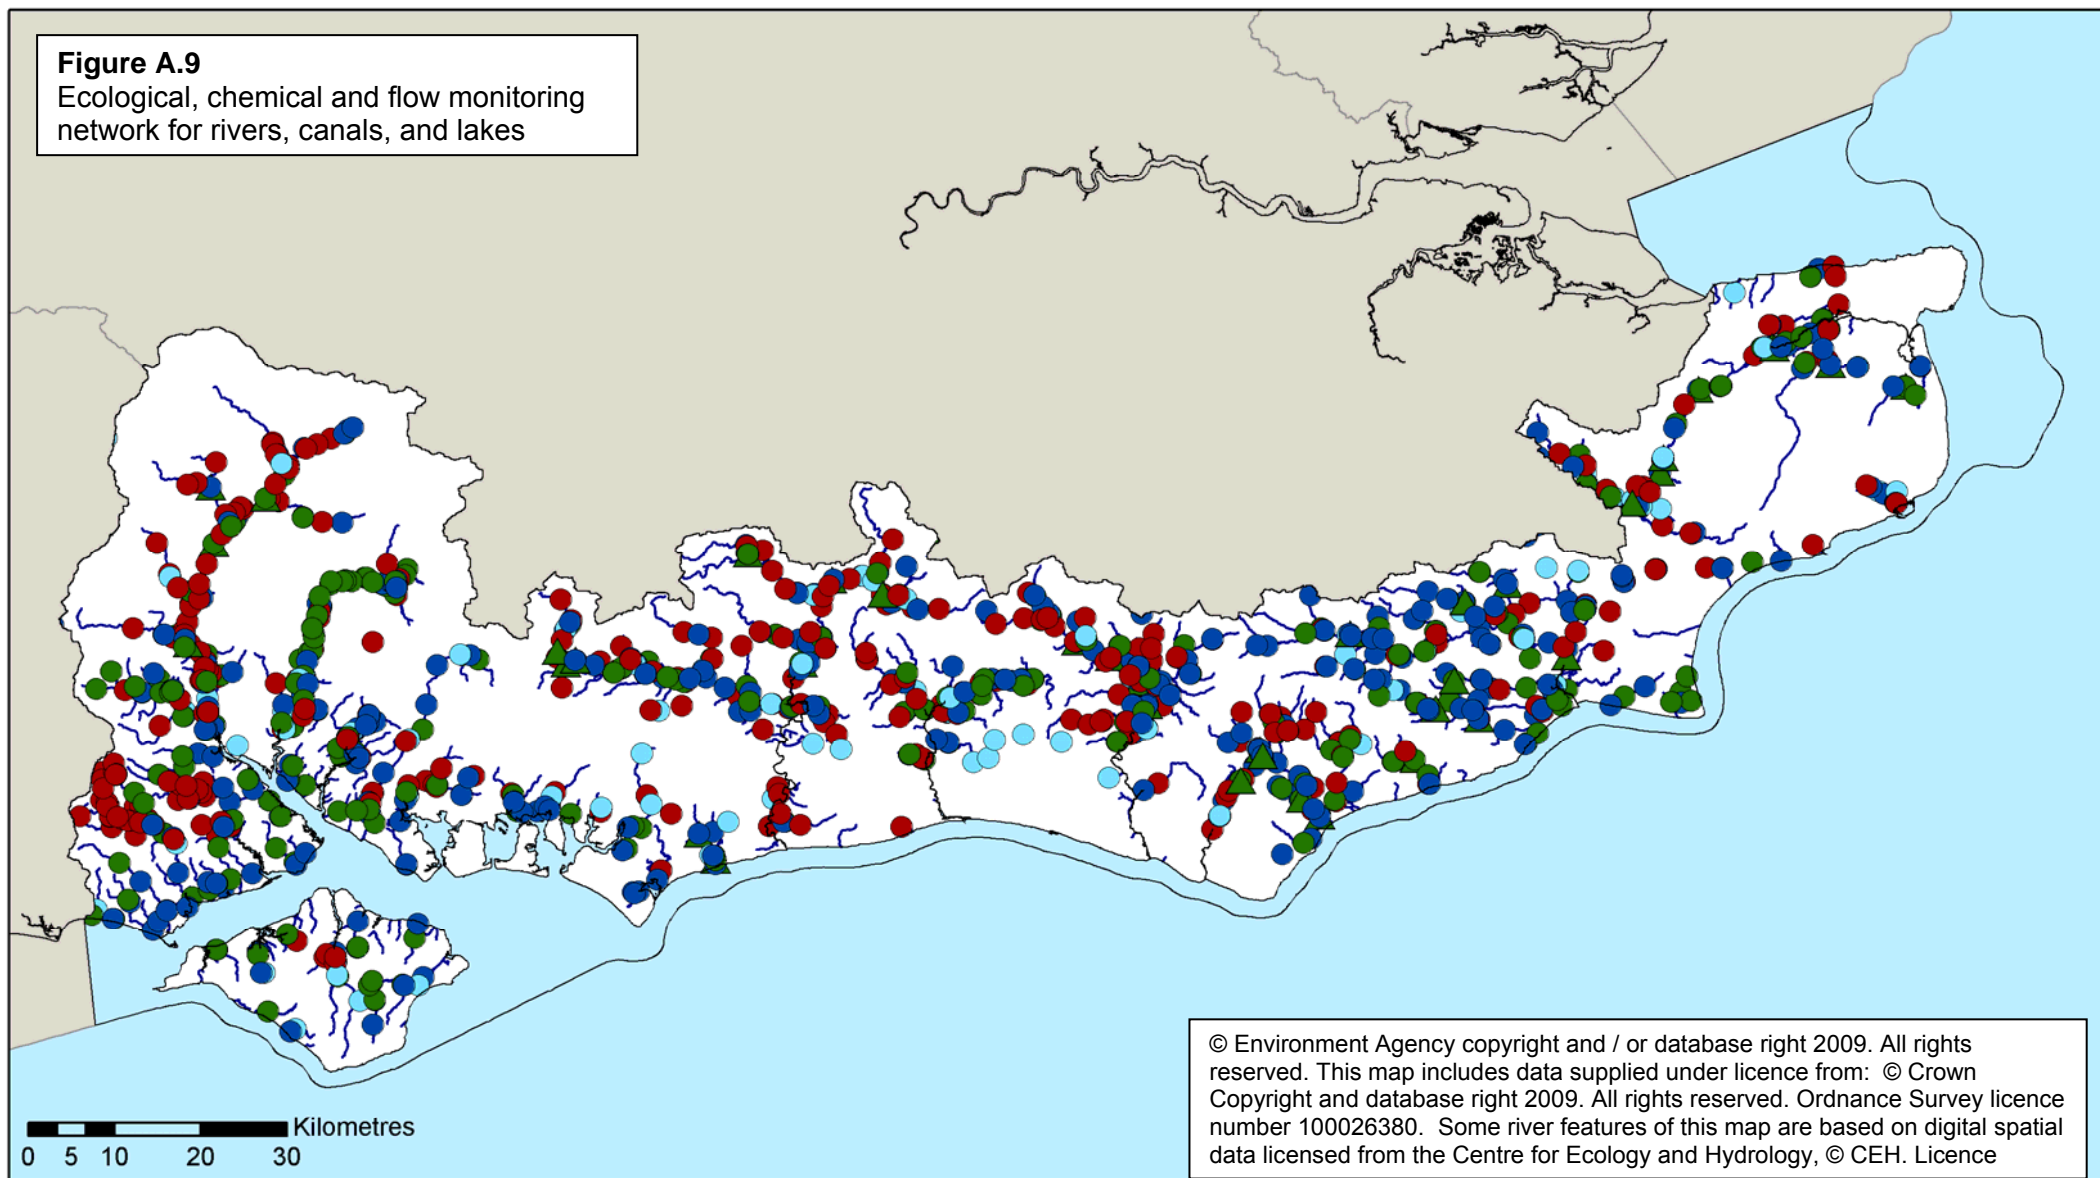 Figure A.9
Ecological, chemical and flow monitoring
network for rivers, canals, and lakes
Kilometres
0 5 10 20 30
© Environment Agency copyright and / or database right 2009. All rights
reserved. This map includes data supplied under licence from: © Crown
Copyright and database right 2009. All rights reserved. Ordnance Survey licence
number 100026380. Some river features of this map are based on digital spatial
data licensed from the Centre for Ecology and Hydrology, © CEH. Licence